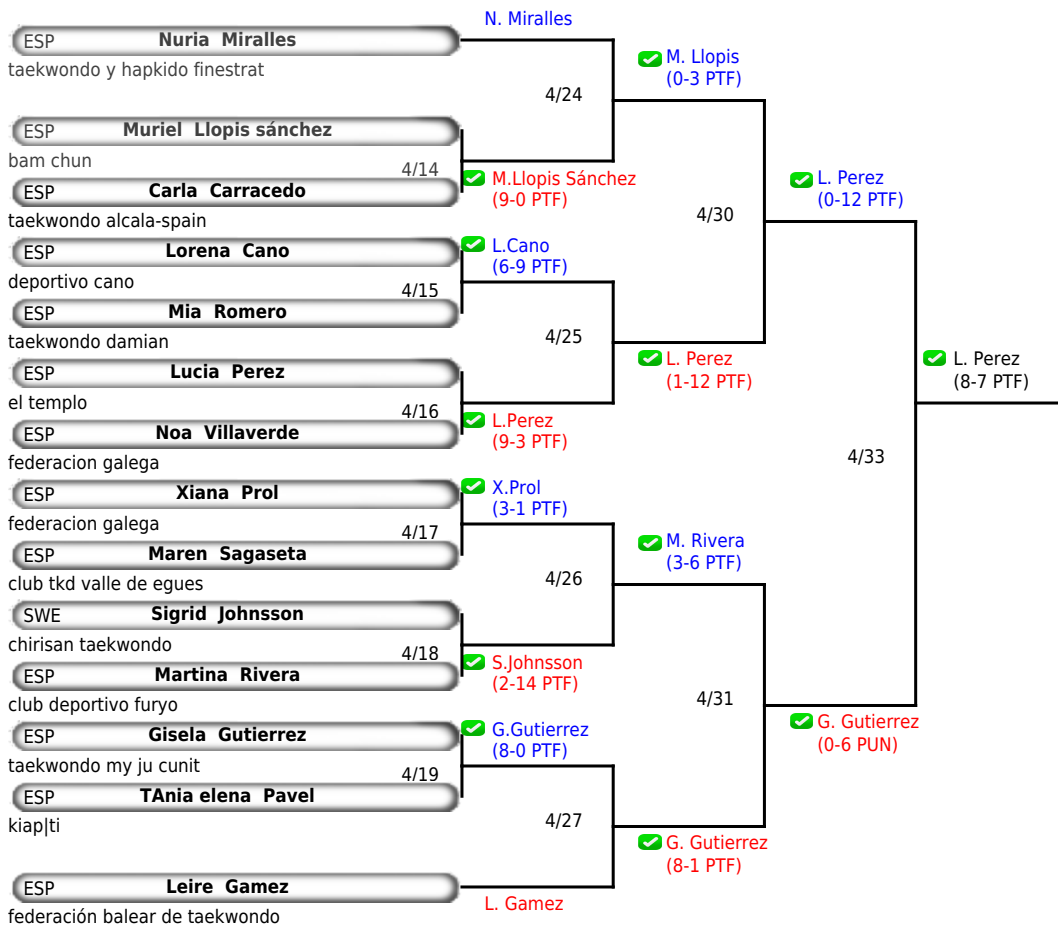 N. Miralles
ESP Nuria Miralles
taekwondo y hapkido finestrat
M. Llopis
(0-3 PTF)
4/24
ESP Muriel Llopis sánchez
bam chun
4/14
M.Llopis Sánchez
(9-0 PTF)
ESP Carla Carracedo
taekwondo alcala-spain
L. Perez
(0-12 PTF)
4/30
ESP Lorena Cano
L.Cano
(6-9 PTF)
deportivo cano
4/15
ESP Mia Romero
taekwondo damian
4/25
ESP Lucia Perez
L. Perez
(1-12 PTF)
L. Perez
(8-7 PTF)
el templo
4/16
ESP Noa Villaverde
L.Perez
(9-3 PTF)
federacion galega
4/33
ESP Xiana Prol
X.Prol
(3-1 PTF)
federacion galega
4/17
ESP Maren Sagaseta
M. Rivera
(3-6 PTF)
club tkd valle de egues
4/26
SWE Sigrid Johnsson
chirisan taekwondo
4/18
S.Johnsson
(2-14 PTF)
ESP Martina Rivera
club deportivo furyo
4/31
ESP Gisela Gutierrez
G.Gutierrez
(8-0 PTF)
G. Gutierrez
(0-6 PUN)
taekwondo my ju cunit
4/19
ESP TAnia elena Pavel
kiap|ti
4/27
G. Gutierrez
(8-1 PTF)
ESP Leire Gamez
L. Gamez
federación balear de taekwondo